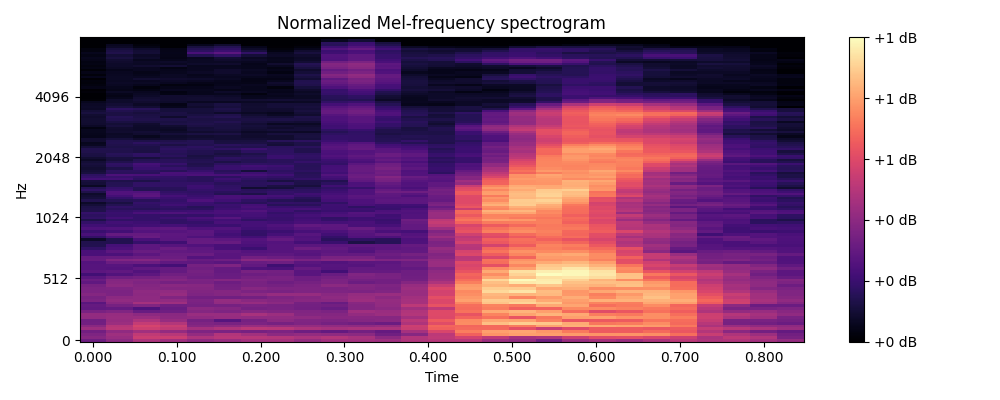 Normalized Mel-frequency spectrogram
+1 dB
4096
+1 dB
2048
+1 dB
Hz
1024
+0 dB
512
+0 dB
0
+0 dB
0.000 0.100 0.200 0.300 0.400 0.500 0.600 0.700 0.800
Time